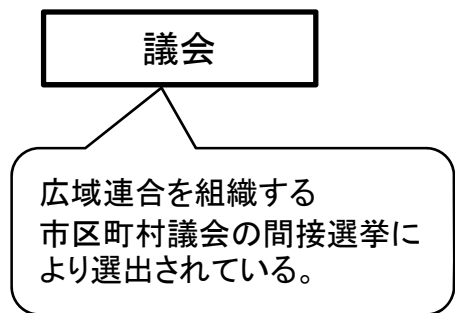 議会
広域連合を組織する
市区町村議会の間接選挙に
より選出されている。